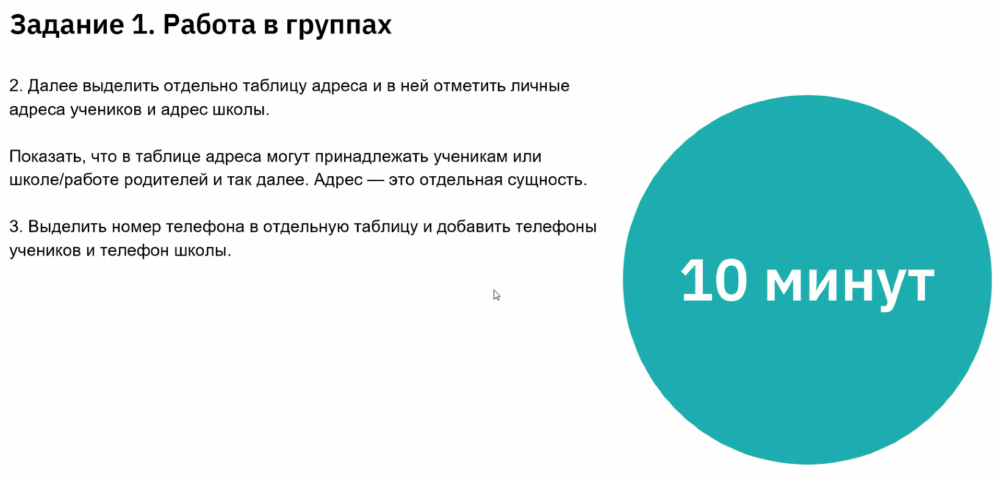 Задание 1. Работа в группах
2. Далее выделить отдельно таблицу адреса и в ней отметить личные
адреса учеников и адрес школы.
Показать, что в таблице адреса могут принадлежать ученикам или
школе/работе родителей и так далее. Адрес — это отдельная сущность.
3. Выделить номер телефона в отдельную таблицу и добавить телефоны
учеников и телефон школы.
10 минут